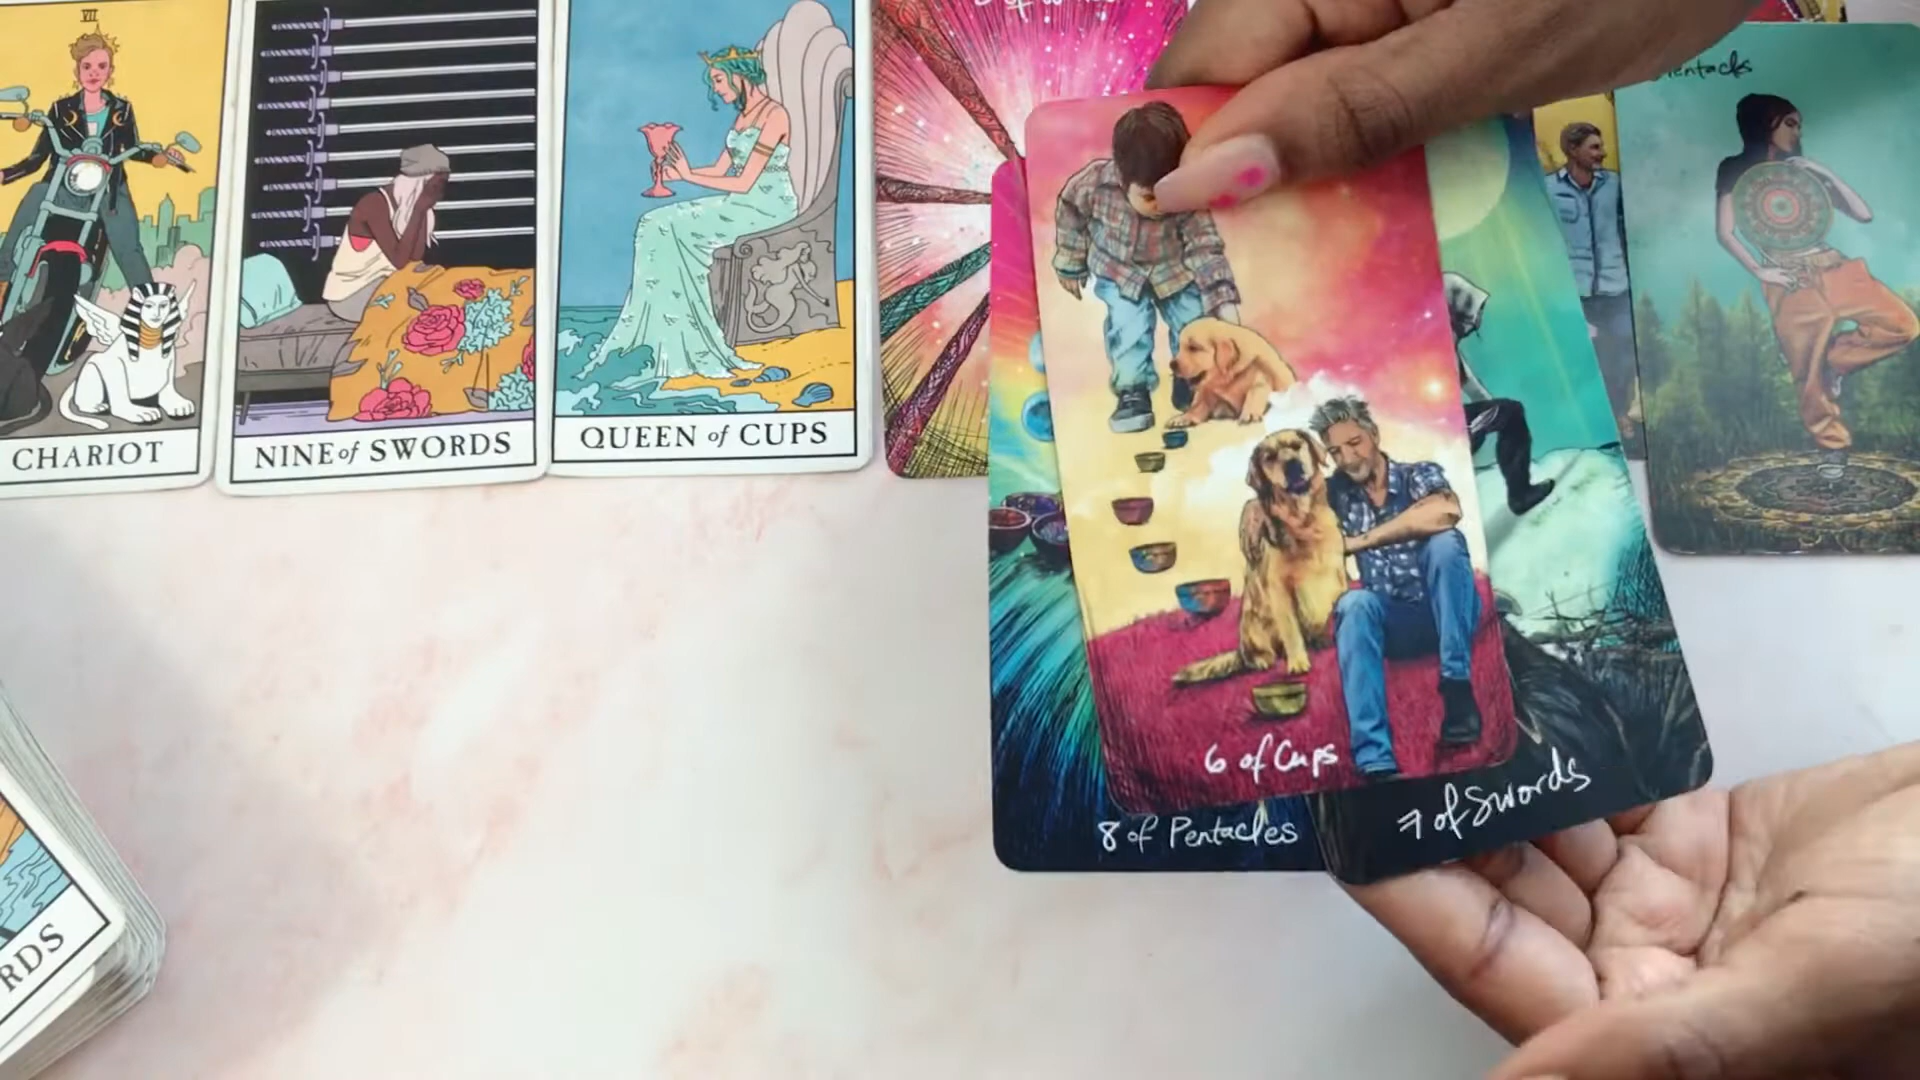 VII
CHARIOT
NINE of SWORDS
QUEEN of CUPS
6 of Cups
8 of Pentacles
7 of Swords
RDS